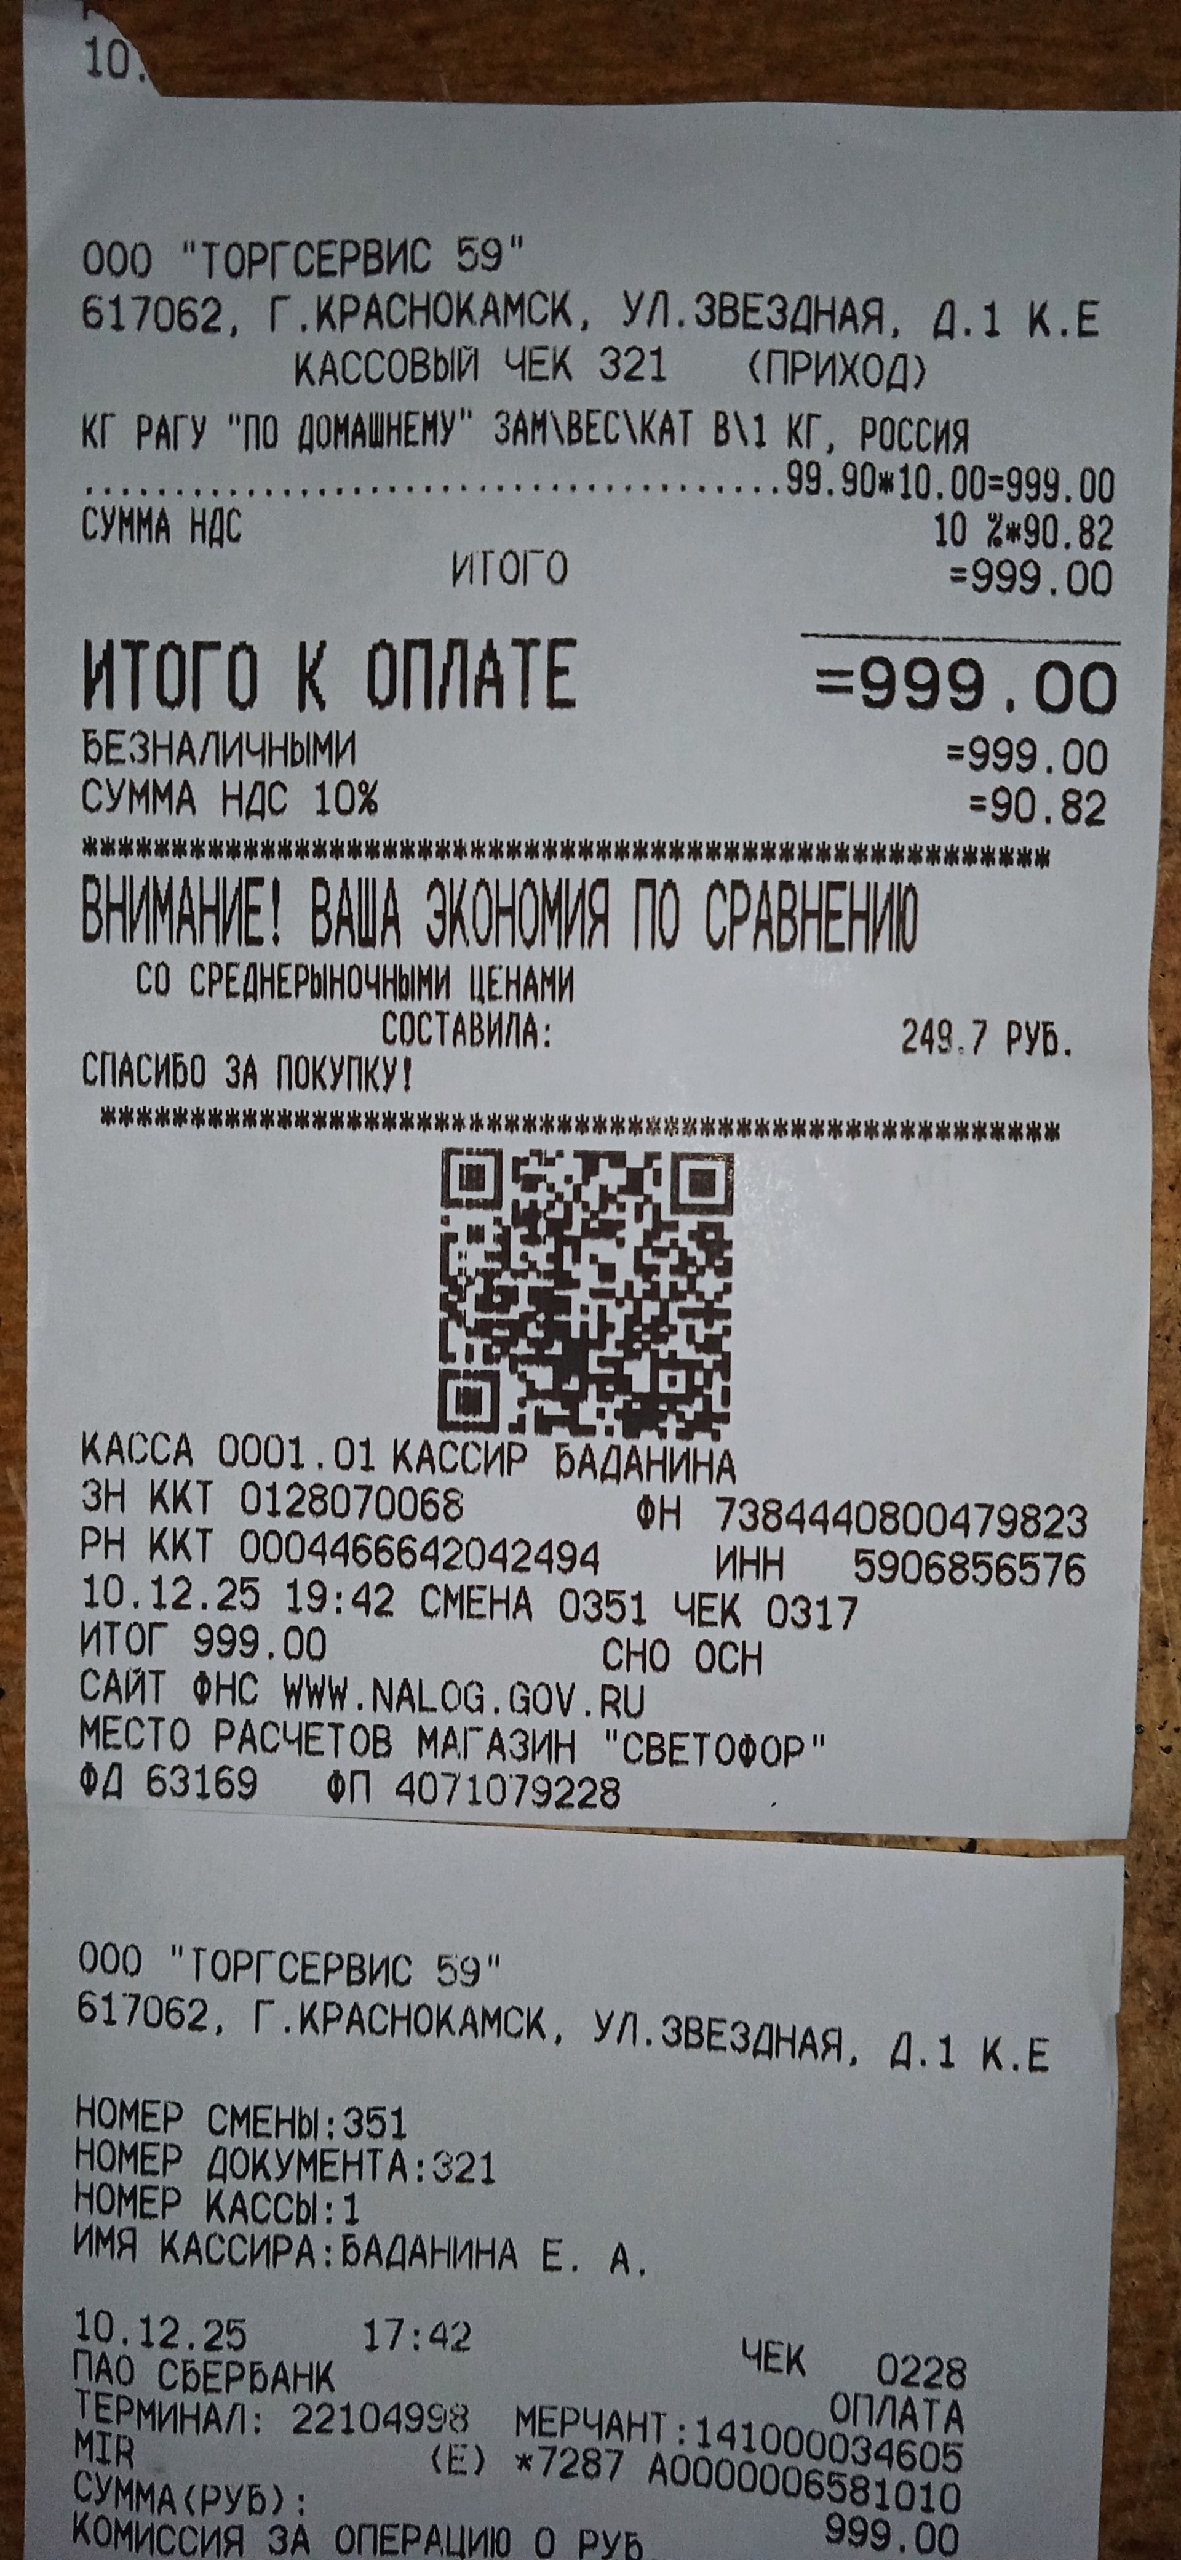 10.
ООО "ТОРГСЕРВИС 59"
617062, Г.КРАСНОКАМСК, УЛ.ЗВЕЗДНАЯ, Д.1 К.Е
КАССОВЫЙ ЧЕК 321 (ПРИХОД)
КГ РАГУ "ПО ДОМАШНЕМУ" ЗАМ\ВЕС\КАТ В\1 КГ, РОССИЯ
.......................................99.90*10.00=999.00
СУММА НДС 10 %*90.82
ИТОГО =999.00
ИТОГО К ОПЛАТЕ =999.00
БЕЗНАЛИЧНЫМИ =999.00
СУММА НДС 10% =90.82
******************************************************
ВНИМАНИЕ! ВАША ЭКОНОМИЯ ПО СРАВНЕНИЮ
СО СРЕДНЕРЫНОЧНЫМИ ЦЕНАМИ
СОСТАВИЛА: 249.7 РУБ.
СПАСИБО ЗА ПОКУПКУ!
******************************************************
КАССА 0001.01 КАССИР БАДАНИНА
ЗН ККТ 0128070068 ФН 7384440800479823
РН ККТ 0004466642042494 ИНН 5906856576
10.12.25 19:42 СМЕНА 0351 ЧЕК 0317
ИТОГ 999.00 СНО ОСН
САЙТ ФНС WWW.NALOG.GOV.RU
МЕСТО РАСЧЕТОВ МАГАЗИН "СВЕТОФОР"
ФД 63169 ФП 4071079228
ООО "ТОРГСЕРВИС 59"
617062, Г.КРАСНОКАМСК, УЛ.ЗВЕЗДНАЯ, Д.1 К.Е
НОМЕР СМЕНЫ:351
НОМЕР ДОКУМЕНТА:321
НОМЕР КАССЫ:1
ИМЯ КАССИРА:БАДАНИНА Е. А.
10.12.25 17:42 ЧЕК 0228
ПАО СБЕРБАНК ОПЛАТА
ТЕРМИНАЛ: 22104998 МЕРЧАНТ:141000034605
MIR (E) *7287 A0000006581010
СУММА(РУБ): 999.00
КОМИССИЯ ЗА ОПЕРАЦИЮ 0 РУБ